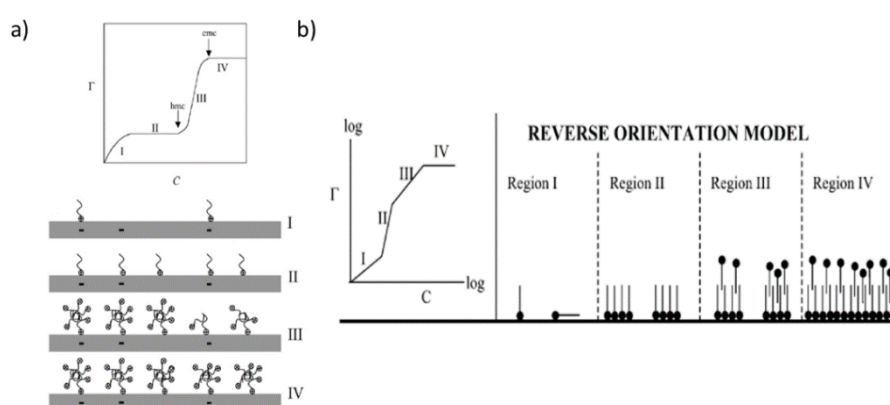 a)
cmc
IV
Γ
III
hmc
II
I
C
I
II
III
IV
b)
log
REVERSE ORIENTATION MODEL
IV
III
Γ
II
I
log
C
Region I
Region II
Region III
Region IV